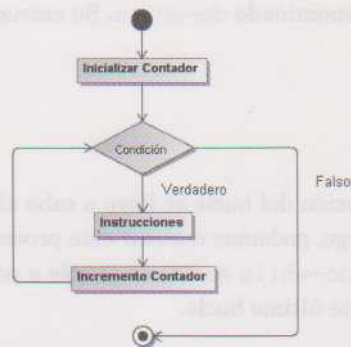 Inicializar Contador
Condición
Verdadero
Falso
Instrucciones
Incremento Contador